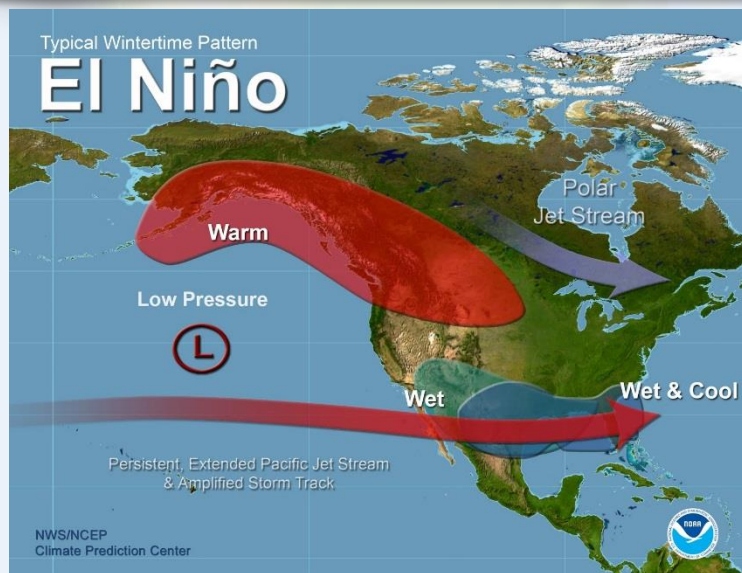 Typical Wintertime Pattern
El Niño
Polar
Jet Stream
Warm
Low Pressure
L
Wet
Wet & Cool
Persistent, Extended Pacific Jet Stream
& Amplified Storm Track
NWS/NCEP
Climate Prediction Center
NOAA